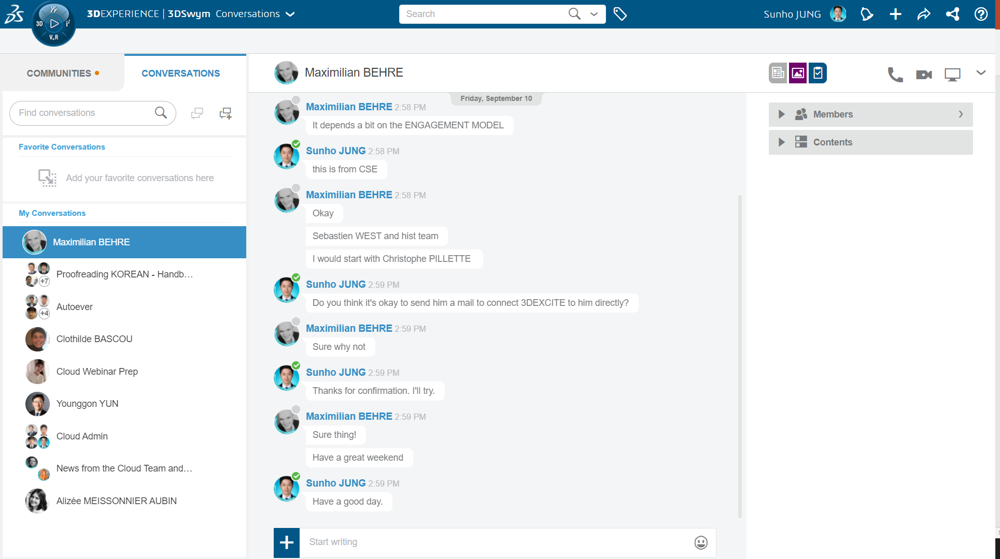 3DEXPERIENCE | 3DSwym Conversations
Search
Sunho JUNG
3D
V.R
COMMUNITIES
CONVERSATIONS
Find conversations
Favorite Conversations
Add your favorite conversations here
My Conversations
Maximilian BEHRE
+7
Proofreading KOREAN - Handb…
+4
Autoever
Clothilde BASCOU
Cloud Webinar Prep
Younggon YUN
Cloud Admin
News from the Cloud Team and…
Alizée MEISSONNIER AUBIN
Maximilian BEHRE
Friday, September 10
Maximilian BEHRE 2:58 PM
It depends a bit on the ENGAGEMENT MODEL
Sunho JUNG 2:58 PM
this is from CSE
Maximilian BEHRE 2:58 PM
Okay
Sebastien WEST and hist team
I would start with Christophe PILLETTE
Sunho JUNG 2:59 PM
Do you think it's okay to send him a mail to connect 3DEXCITE to him directly?
Maximilian BEHRE 2:59 PM
Sure why not
Sunho JUNG 2:59 PM
Thanks for confirmation. I'll try.
Maximilian BEHRE 2:59 PM
Sure thing!
Have a great weekend
Sunho JUNG 2:59 PM
Have a good day.
Start writing
Members
Contents